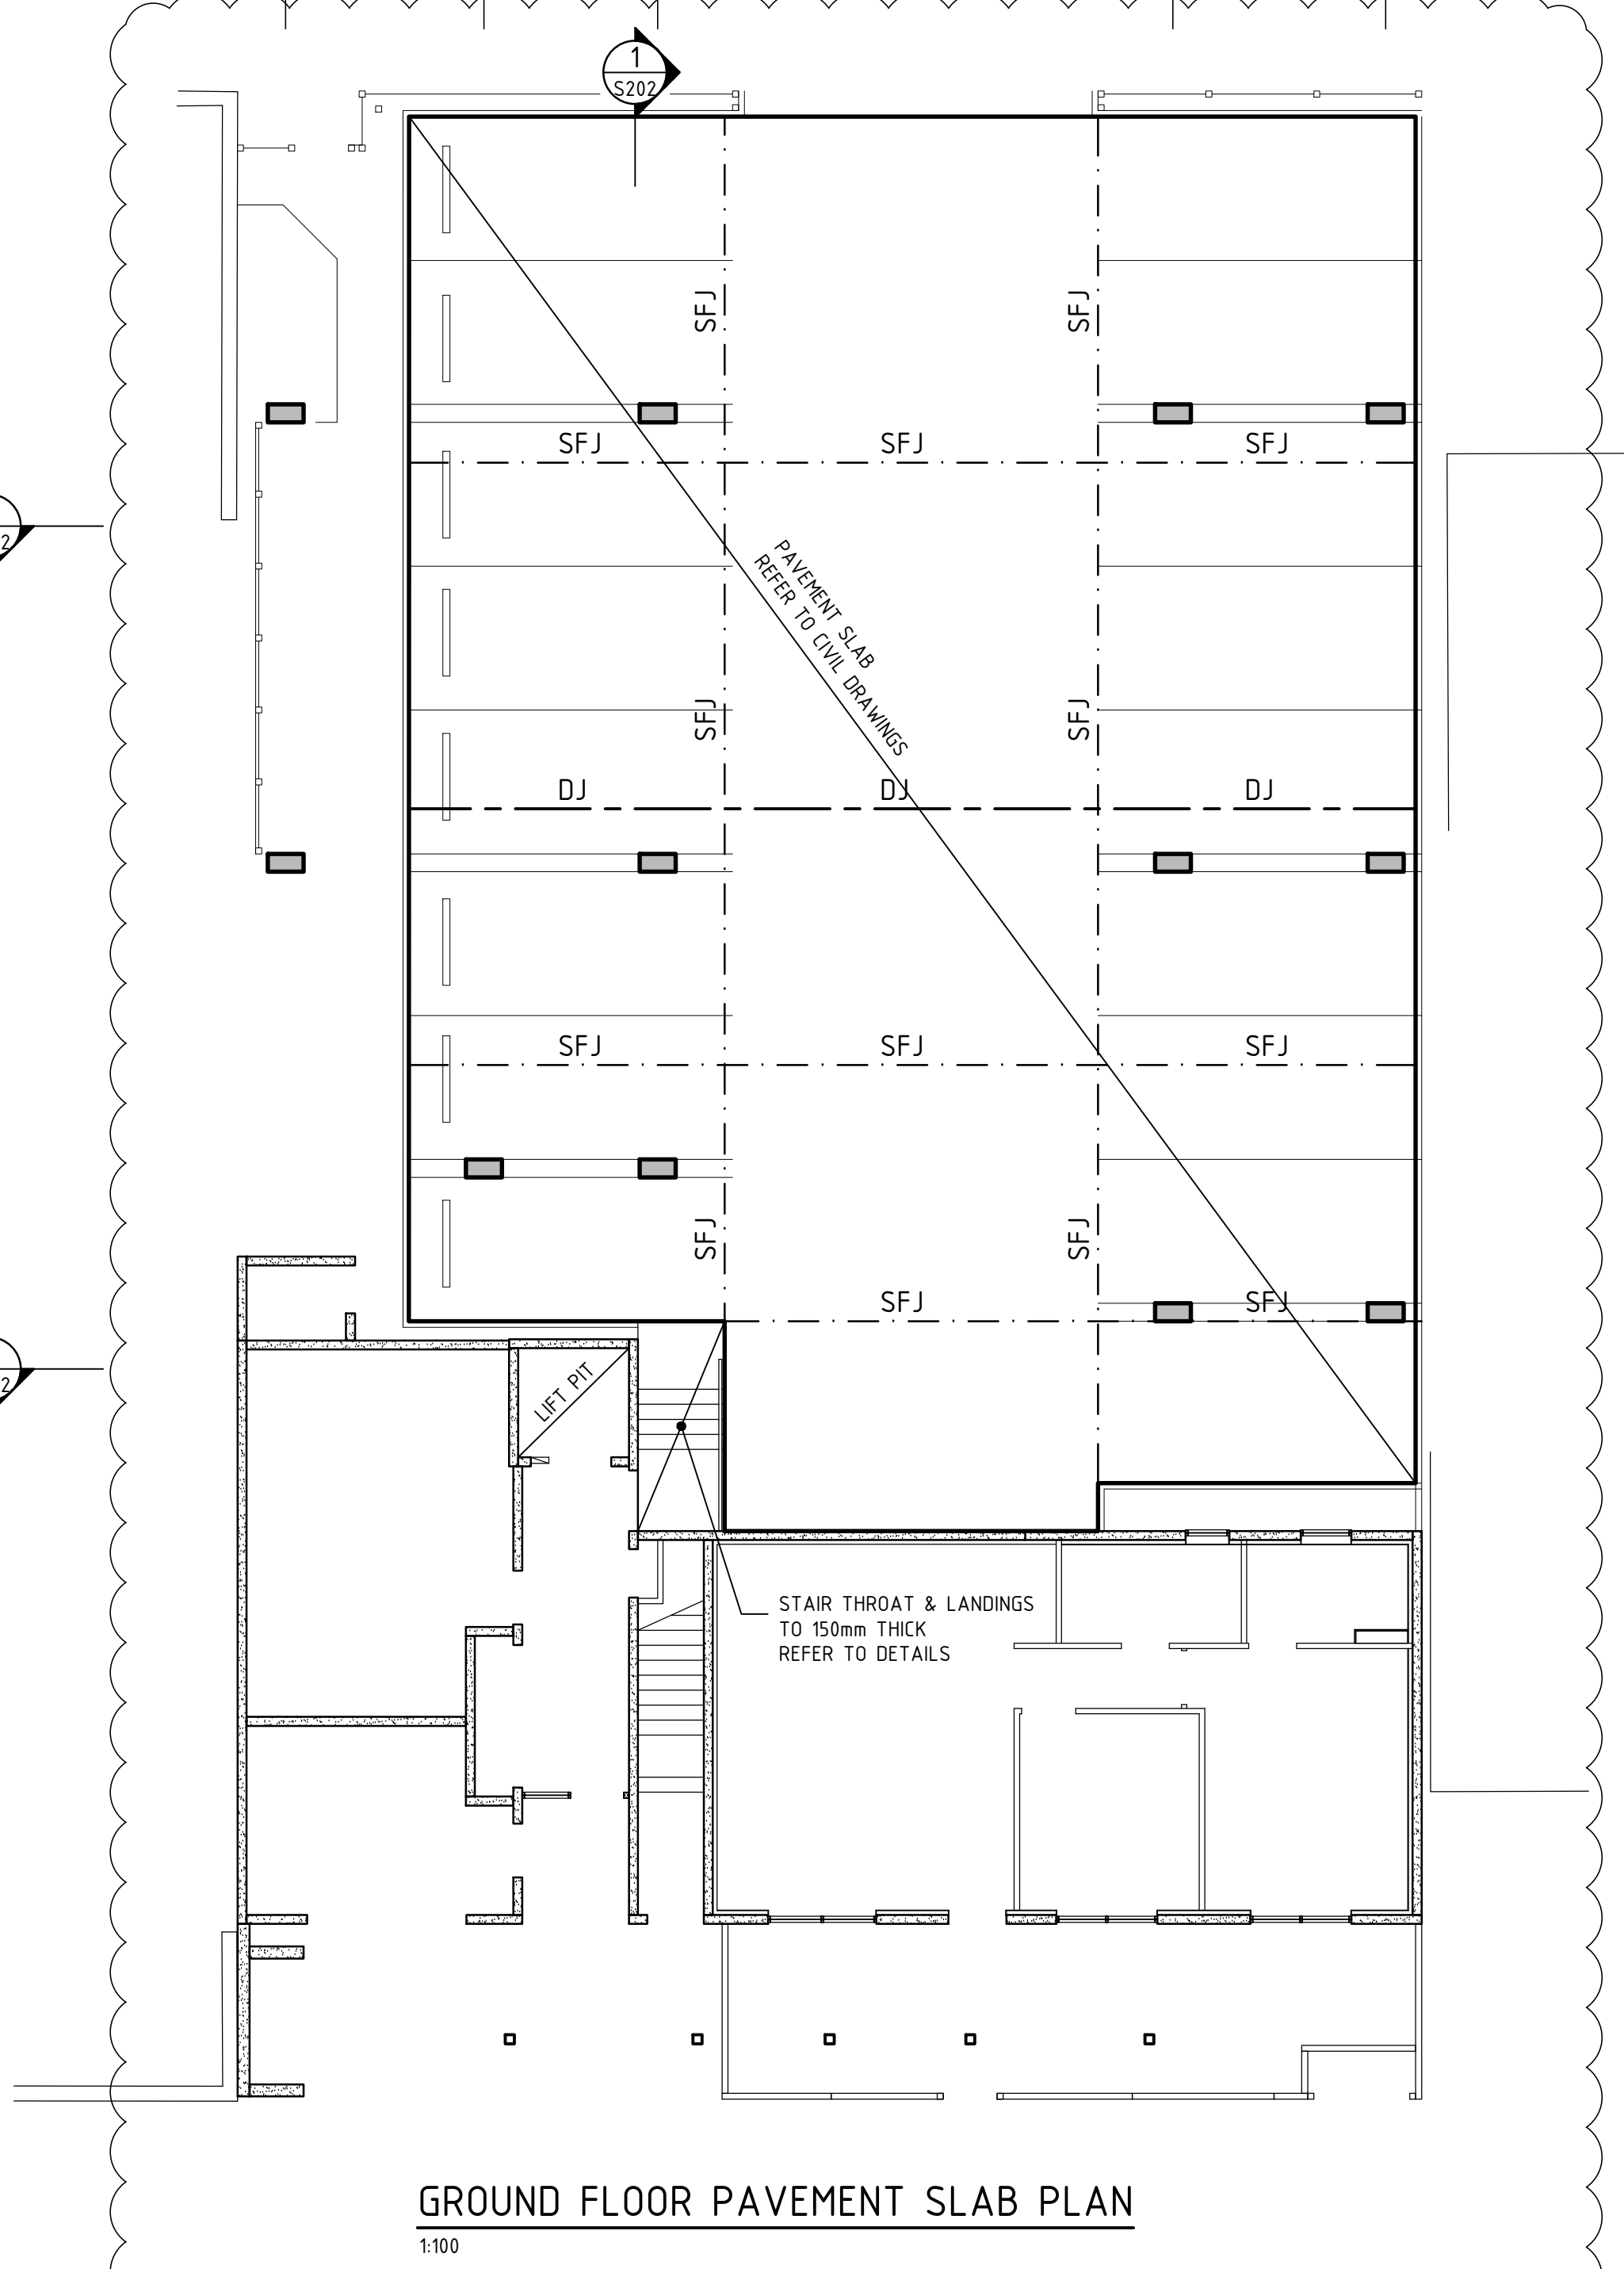 1
S202
SFJ
SFJ
SFJ
SFJ
SFJ
2
PAVEMENT SLAB
REFER TO CIVIL DRAWINGS
SFJ
SFJ
DJ
DJ
DJ
SFJ
SFJ
SFJ
SFJ
SFJ
SFJ
SFJ
2
LIFT PIT
STAIR THROAT & LANDINGS
TO 150mm THICK
REFER TO DETAILS
GROUND FLOOR PAVEMENT SLAB PLAN
1:100